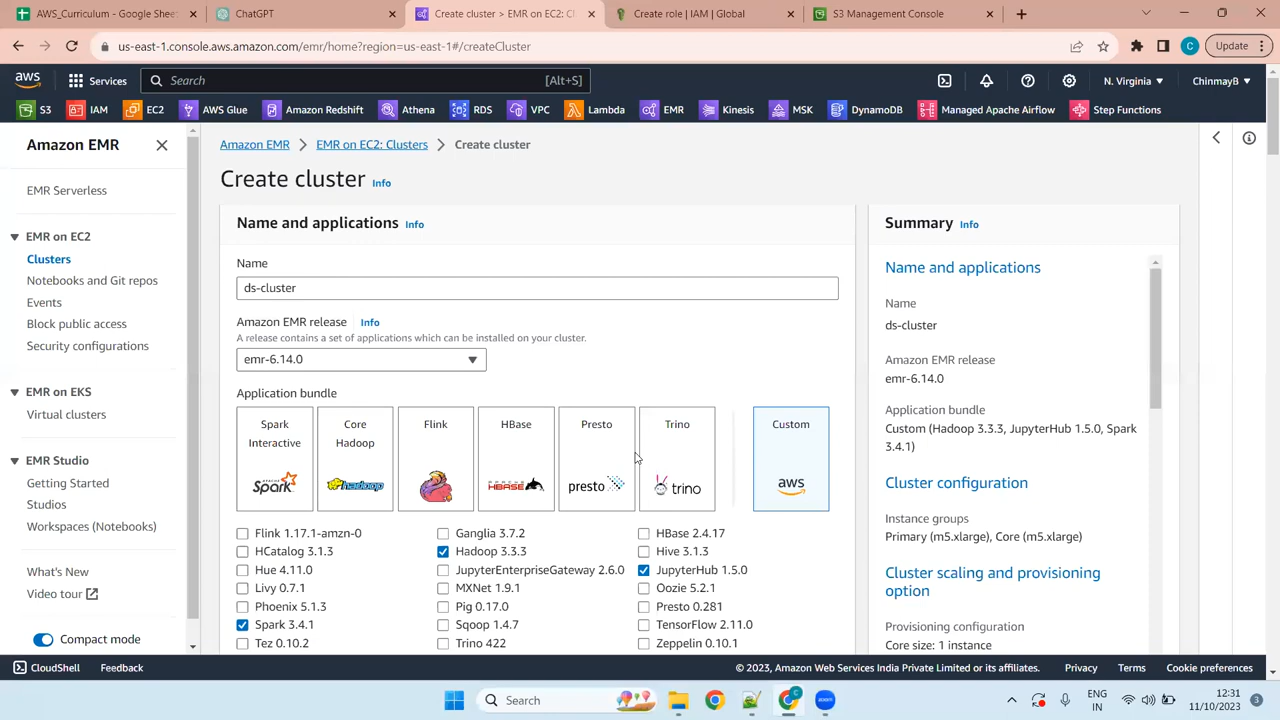 AWS_Curriculum - Google Shee
ChatGPT
Create cluster > EMR on EC2: Cl
Create role | IAM | Global
S3 Management Console
us-east-1.console.aws.amazon.com/emr/home?region=us-east-1#/createCluster
C
Update
aws
Services
Search
[Alt+S]
N. Virginia
ChinmayB
S3
IAM
EC2
AWS Glue
Amazon Redshift
Athena
RDS
VPC
Lambda
EMR
Kinesis
MSK
DynamoDB
Managed Apache Airflow
Step Functions
Amazon EMR
EMR Serverless
EMR on EC2
Clusters
Notebooks and Git repos
Events
Block public access
Security configurations
EMR on EKS
Virtual clusters
EMR Studio
Getting Started
Studios
Workspaces (Notebooks)
What's New
Video tour
Compact mode
Amazon EMR
EMR on EC2: Clusters
Create cluster
Create cluster Info
Name and applications Info
Name
ds-cluster
Amazon EMR release Info
A release contains a set of applications which can be installed on your cluster.
emr-6.14.0
Application bundle
Spark Interactive
Spark
Core Hadoop
hadoop
Flink
HBase
HBASE
Presto
presto
Trino
trino
Custom
aws
Flink 1.17.1-amzn-0
Ganglia 3.7.2
HBase 2.4.17
HCatalog 3.1.3
Hadoop 3.3.3
Hive 3.1.3
Hue 4.11.0
JupyterEnterpriseGateway 2.6.0
JupyterHub 1.5.0
Livy 0.7.1
MXNet 1.9.1
Oozie 5.2.1
Phoenix 5.1.3
Pig 0.17.0
Presto 0.281
Spark 3.4.1
Sqoop 1.4.7
TensorFlow 2.11.0
Tez 0.10.2
Trino 422
Zeppelin 0.10.1
Summary Info
Name and applications
Name
ds-cluster
Amazon EMR release
emr-6.14.0
Application bundle
Custom (Hadoop 3.3.3, JupyterHub 1.5.0, Spark
3.4.1)
Cluster configuration
Instance groups
Primary (m5.xlarge), Core (m5.xlarge)
Cluster scaling and provisioning
option
Provisioning configuration
Core size: 1 instance
CloudShell
Feedback
© 2023, Amazon Web Services India Private Limited or its affiliates.
Privacy
Terms
Cookie preferences
Search
C
zoom
ENG
IN
12:31
11/10/2023
3